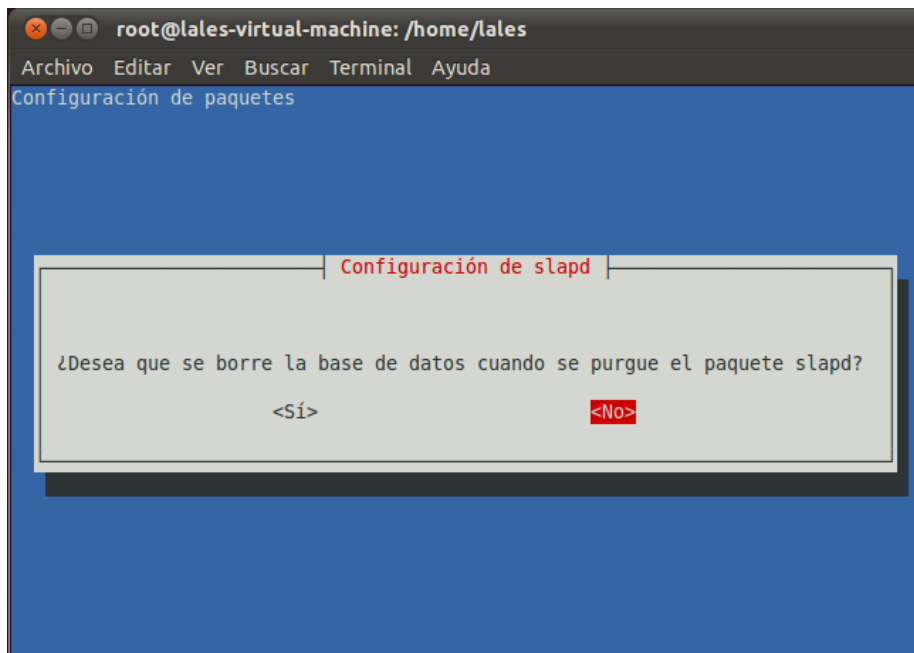 root@lales-virtual-machine: /home/lales
Archivo Editar Ver Buscar Terminal Ayuda
Configuración de paquetes
Configuración de slapd
¿Desea que se borre la base de datos cuando se purgue el paquete slapd?
<Sí> <No>